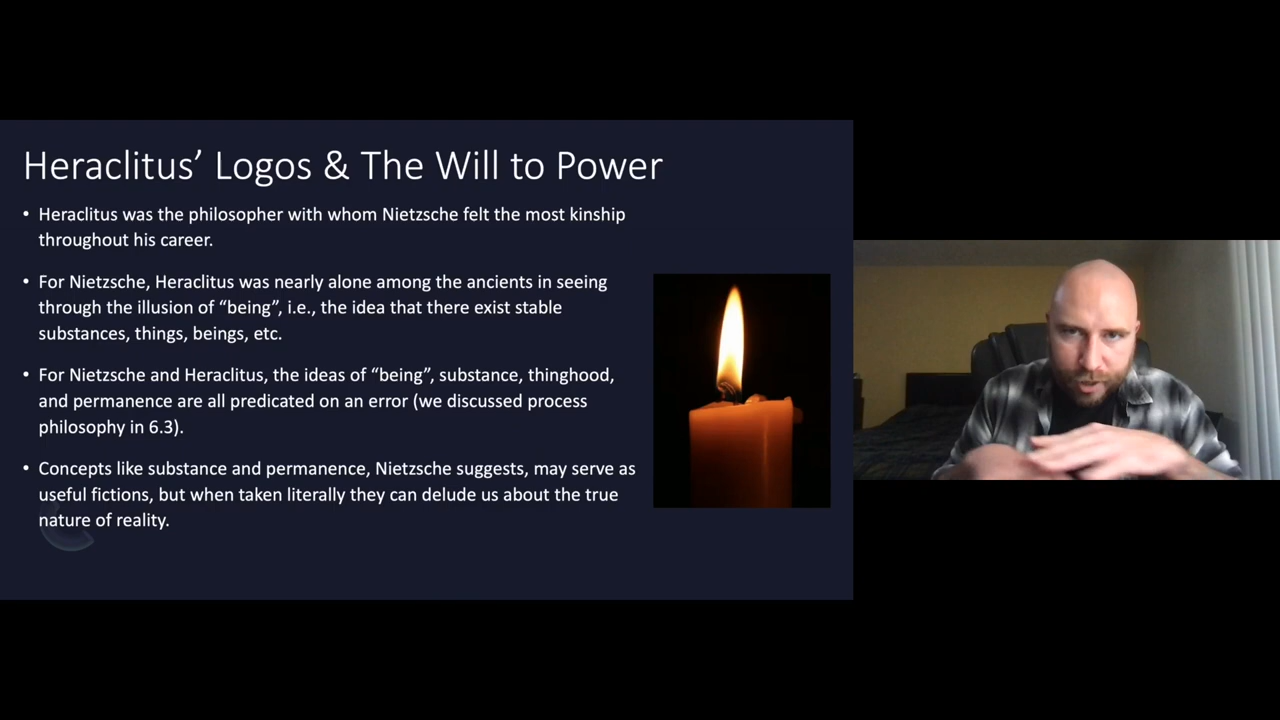 Heraclitus’ Logos & The Will to Power
• Heraclitus was the philosopher with whom Nietzsche felt the most kinship
throughout his career.
• For Nietzsche, Heraclitus was nearly alone among the ancients in seeing
through the illusion of “being”, i.e., the idea that there exist stable
substances, things, beings, etc.
• For Nietzsche and Heraclitus, the ideas of “being”, substance, thinghood,
and permanence are all predicated on an error (we discussed process
philosophy in 6.3).
• Concepts like substance and permanence, Nietzsche suggests, may serve as
useful fictions, but when taken literally they can delude us about the true
nature of reality.